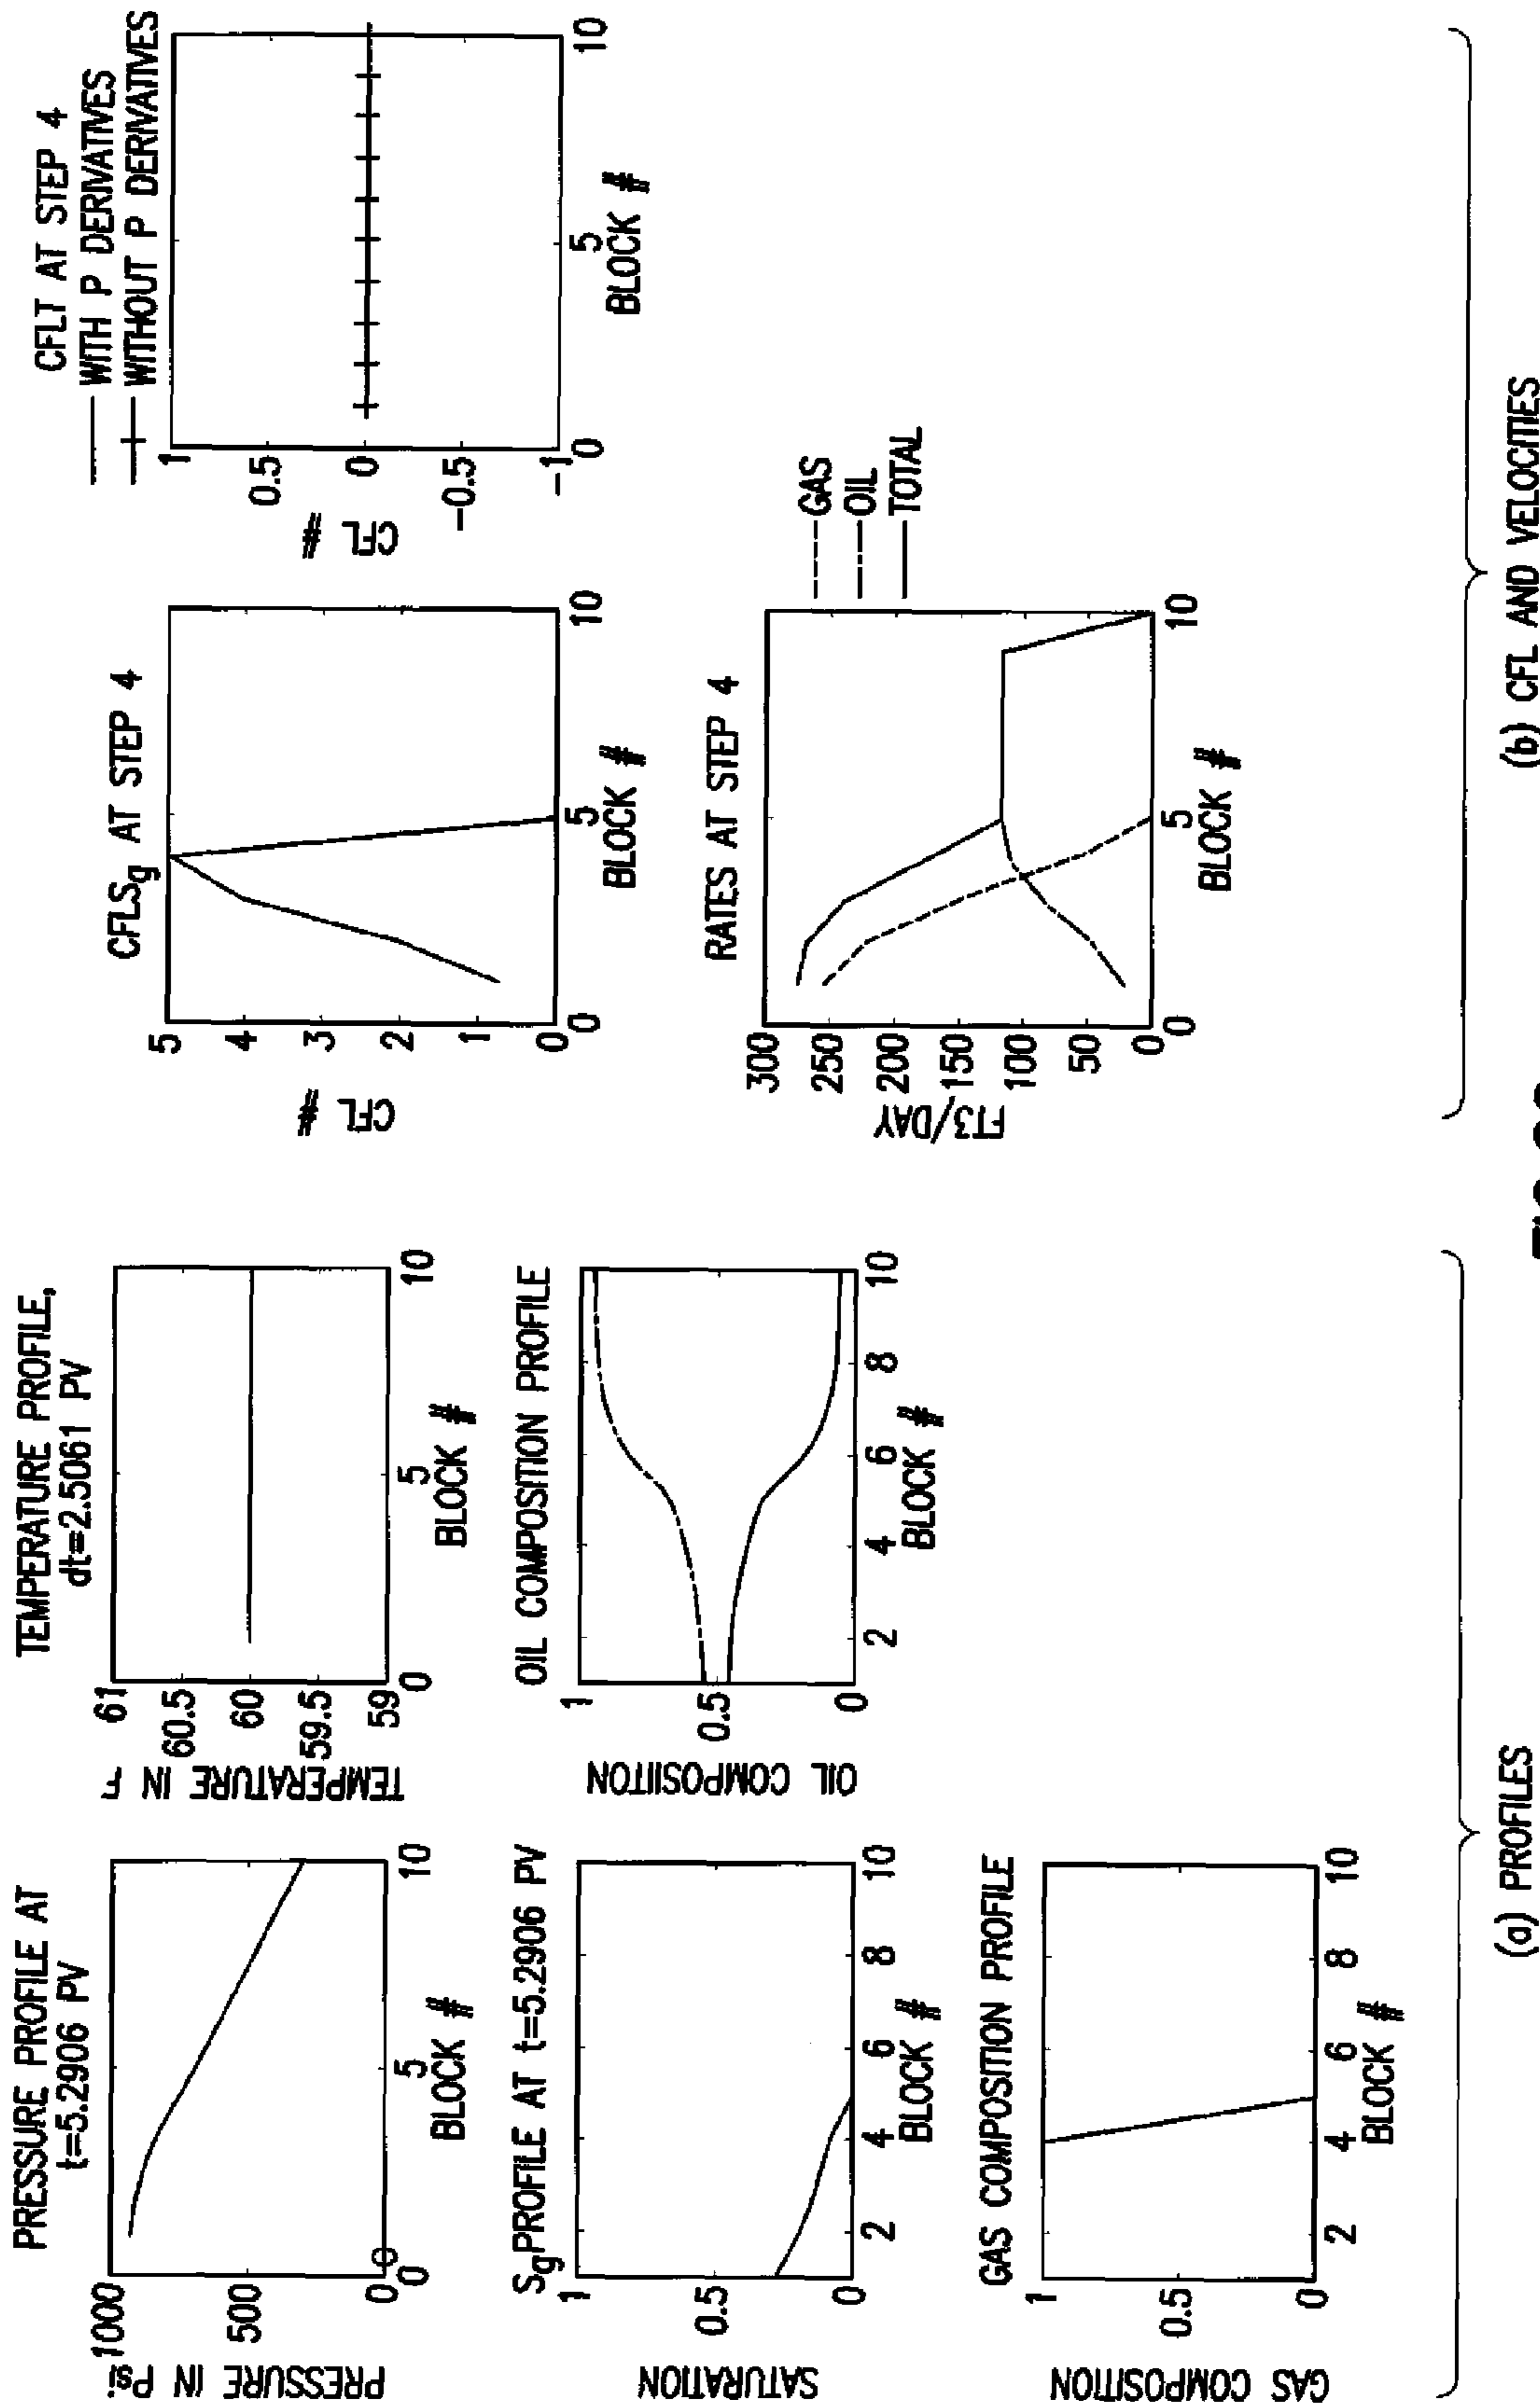 PRESSURE PROFILE AT
t=5.2906 PV
1000
500
0
0
5
10
PRESSURE IN Psi
BLOCK #
TEMPERATURE PROFILE,
dt=2.5061 PV
61
60.5
60
59.5
59
0
5
10
TEMPERATURE IN F
BLOCK #
SgPROFILE AT t=5.2906 PV
1
0.5
0
2
4
6
8
10
SATURATION
BLOCK #
OIL COMPOSITION PROFILE
1
0.5
0
2
4
6
8
10
OIL COMPOSIITON
BLOCK #
GAS COMPOSITION PROFILE
1
0.5
0
2
4
6
8
10
GAS COMPOSITION
BLOCK #
(a) PROFILES
CFLSg AT STEP 4
5
4
3
2
1
0
0
5
10
CFL #
BLOCK #
CFLT AT STEP 4
WITH P DERIVATIVES
WITHOUT P DERIVATIVES
1
0.5
0
-0.5
-1
0
5
10
CFL #
BLOCK #
RATES AT STEP 4
300
250
200
150
100
50
0
0
5
10
FT3/DAY
BLOCK #
GAS
OIL
TOTAL
(b) CFL AND VELOCITIES